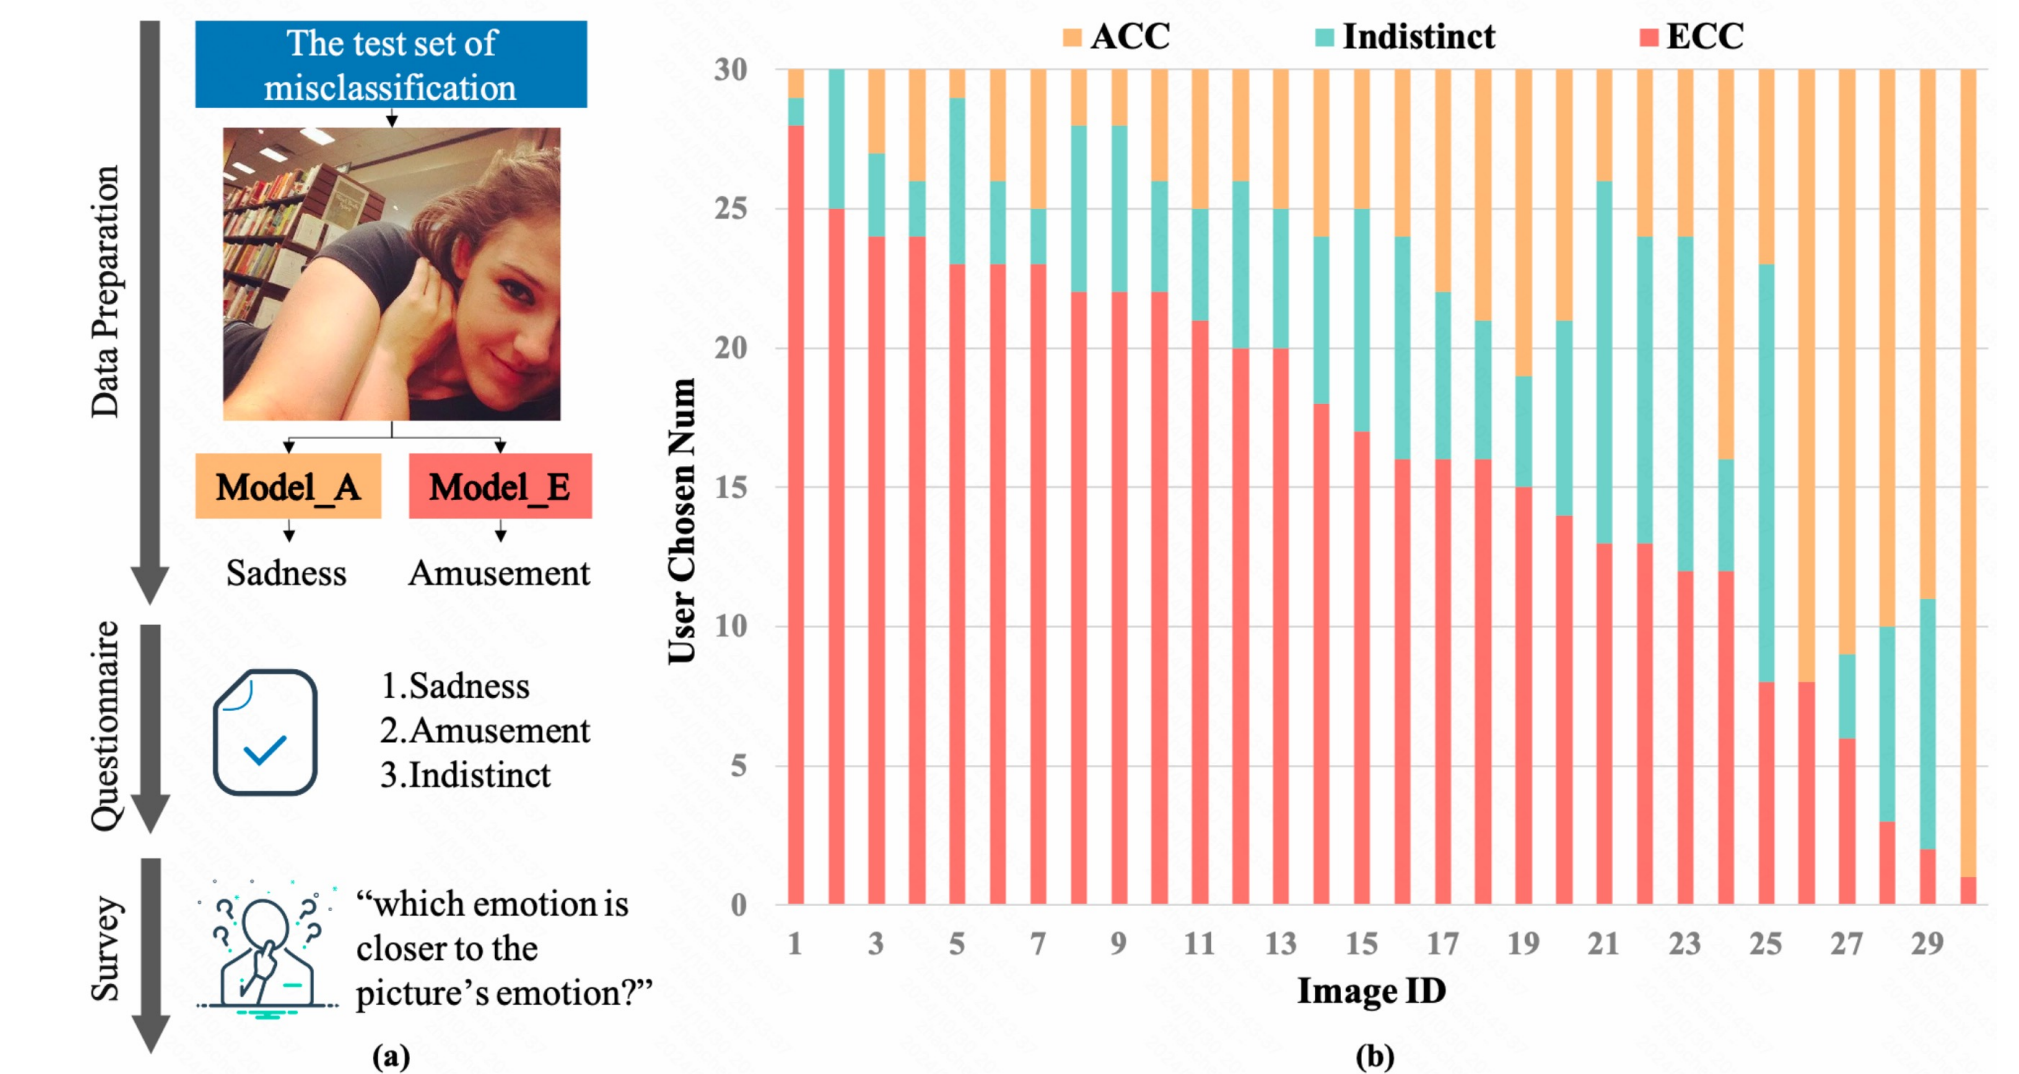 Data Preparation
The test set of
misclassification
Model_A
Model_E
Sadness
Amusement
Questionnaire
1.Sadness
2.Amusement
3.Indistinct
Survey
“which emotion is
closer to the
picture’s emotion?”
(a)
ACC
Indistinct
ECC
User Chosen Num
30
25
20
15
10
5
0
1 3 5 7 9 11 13 15 17 19 21 23 25 27 29
Image ID
(b)